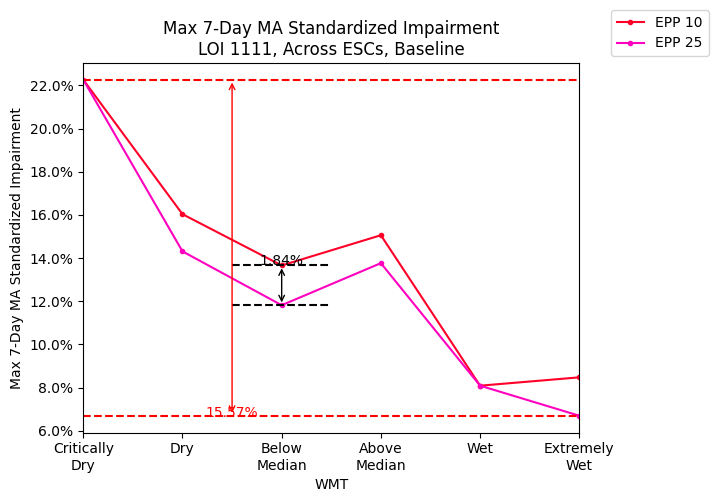 Max 7-Day MA Standardized Impairment
LOI 1111, Across ESCs, Baseline
EPP 10
EPP 25
Max 7-Day MA Standardized Impairment
22.0%
20.0%
18.0%
16.0%
14.0%
12.0%
10.0%
8.0%
6.0%
1.84%
15.57%
Critically
Dry
Dry
Below
Median
Above
Median
Wet
Extremely
Wet
WMT